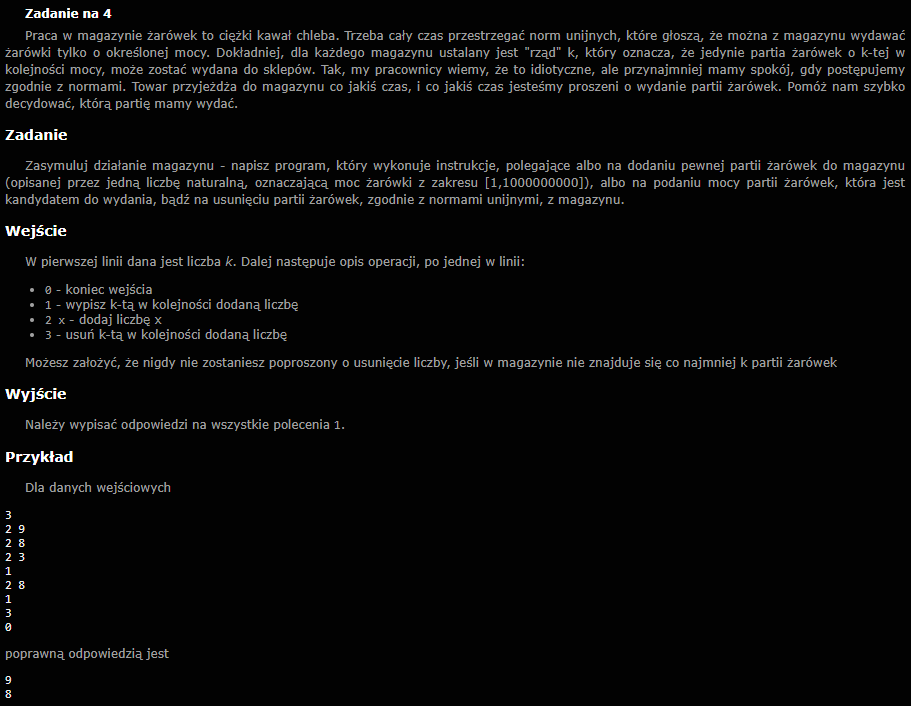 Zadanie na 4
Praca w magazynie żarówek to ciężki kawał chleba. Trzeba cały czas przestrzegać norm unijnych, które głoszą, że można z magazynu wydawać
żarówki tylko o określonej mocy. Dokładniej, dla każdego magazynu ustalany jest "rząd" k, który oznacza, że jedynie partia żarówek o k-tej w
kolejności mocy, może zostać wydana do sklepów. Tak, my pracownicy wiemy, że to idiotyczne, ale przynajmniej mamy spokój, gdy postępujemy
zgodnie z normami. Towar przyjeżdża do magazynu co jakiś czas, i co jakiś czas jesteśmy proszeni o wydanie partii żarówek. Pomóż nam szybko
decydować, którą partię mamy wydać.
Zadanie
Zasymuluj działanie magazynu - napisz program, który wykonuje instrukcje, polegające albo na dodaniu pewnej partii żarówek do magazynu
(opisanej przez jedną liczbę naturalną, oznaczającą moc żarówki z zakresu [1,1000000000]), albo na podaniu mocy partii żarówek, która jest
kandydatem do wydania, bądź na usunięciu partii żarówek, zgodnie z normami unijnymi, z magazynu.
Wejście
W pierwszej linii dana jest liczba k. Dalej następuje opis operacji, po jednej w linii:
• 0 - koniec wejścia
• 1 - wypisz k-tą w kolejności dodaną liczbę
• 2 x - dodaj liczbę x
• 3 - usuń k-tą w kolejności dodaną liczbę
Możesz założyć, że nigdy nie zostaniesz poproszony o usunięcie liczby, jeśli w magazynie nie znajduje się co najmniej k partii żarówek
Wyjście
Należy wypisać odpowiedzi na wszystkie polecenia 1.
Przykład
Dla danych wejściowych
3
2 9
2 8
2 3
1
2 8
1
3
0
poprawną odpowiedzią jest
9
8